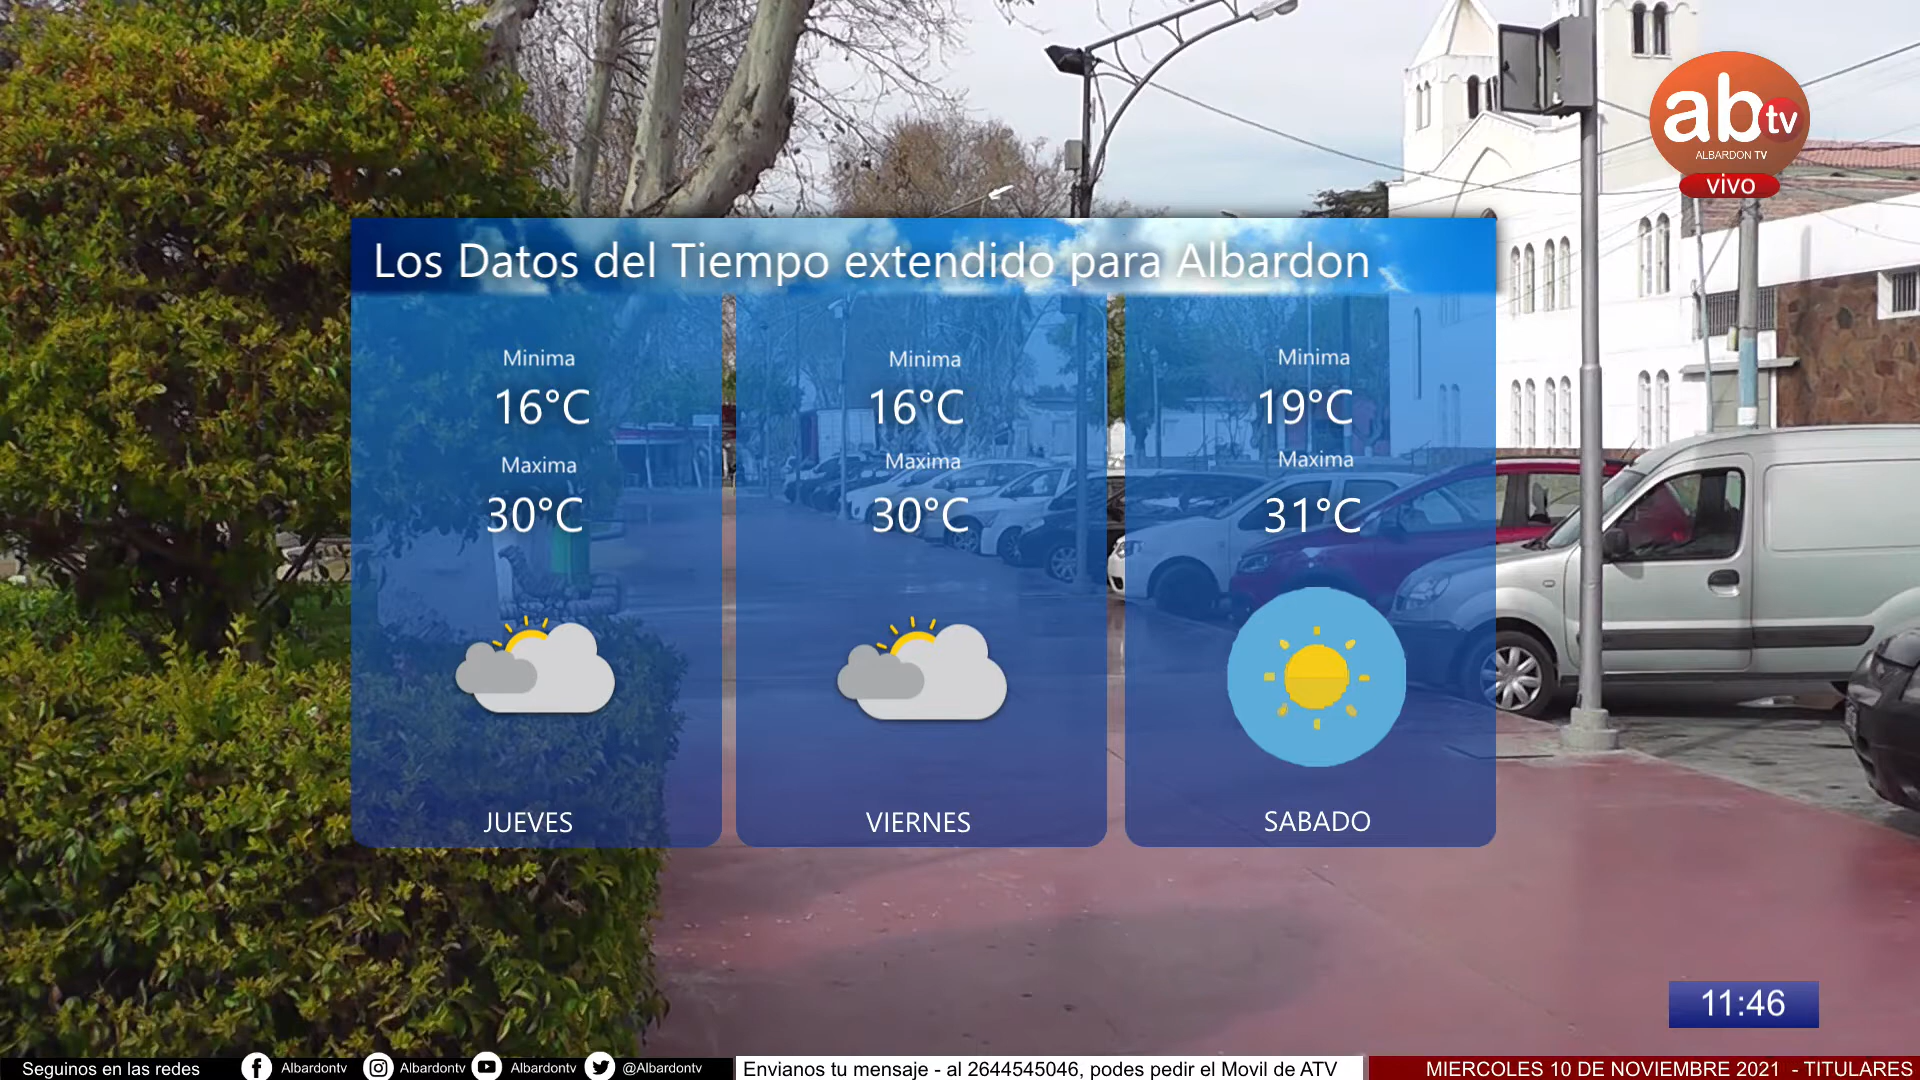 ab tv
ALBARDON TV
vivo
Los Datos del Tiempo extendido para Albardon
Minima
16°C
Maxima
30°C
JUEVES
Minima
16°C
Maxima
30°C
VIERNES
Minima
19°C
Maxima
31°C
SABADO
11:46
Seguinos en las redes
Albardontv
Albardontv
Albardontv
@Albardontv
Envianos tu mensaje - al 2644545046, podes pedir el Movil de ATV
MIERCOLES 10 DE NOVIEMBRE 2021 - TITULARES